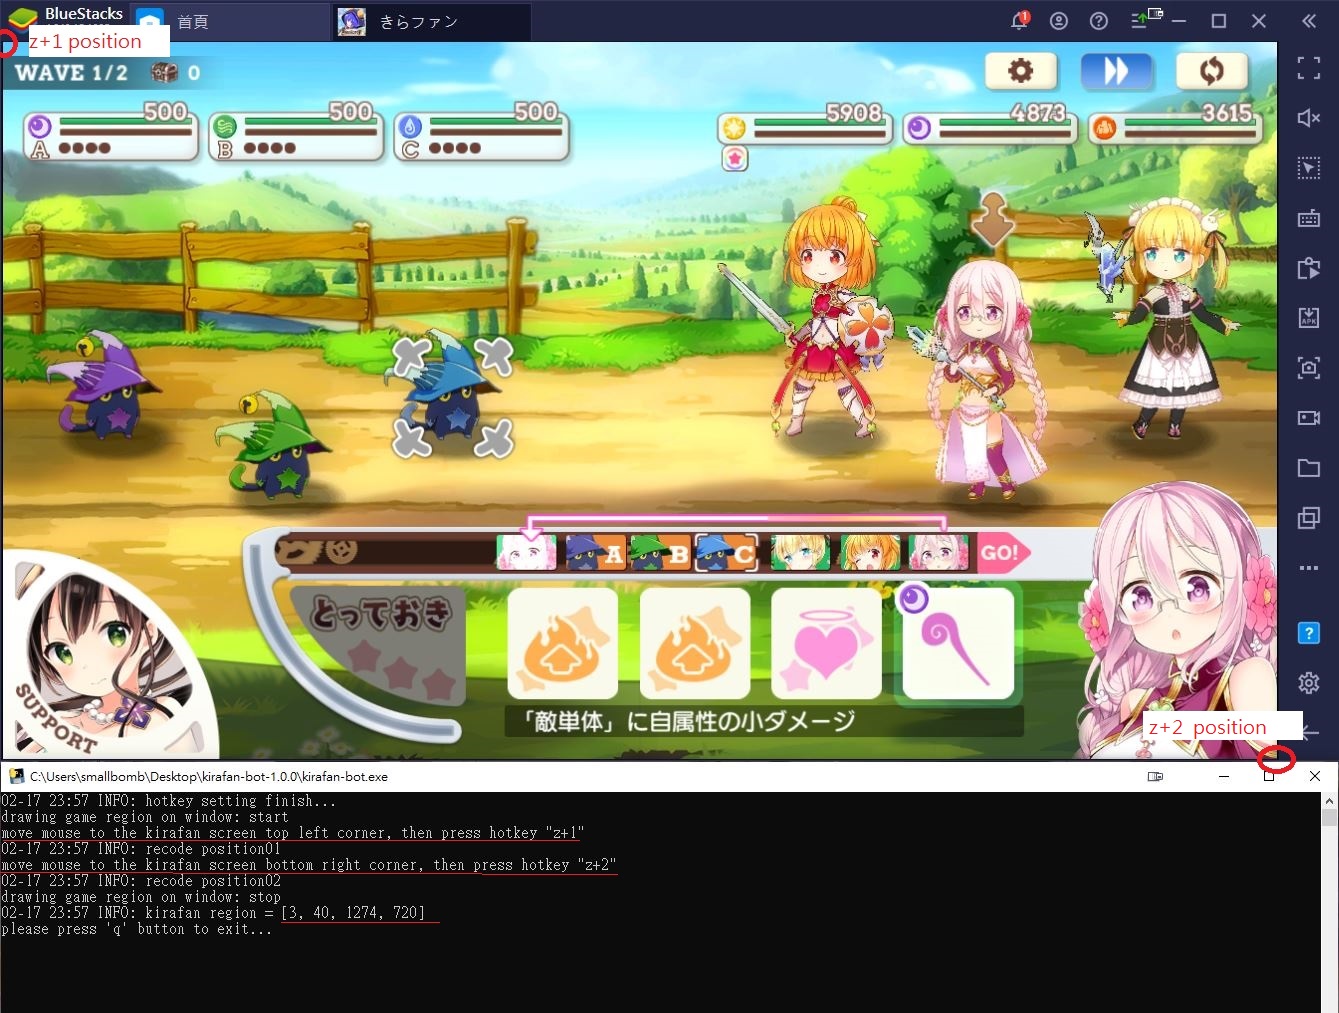 BlueStacks
首頁
きらファン
1
z+1 position
WAVE 1/2
0
500
A
500
B
500
C
5908
4873
3615
A
B
C
GO!
とっておき
SUPPORT
「敵単体」に自属性の小ダメージ
APK
z+2 position
C:\Users\smallbomb\Desktop\kirafan-bot-1.0.0\kirafan-bot.exe
02-17 23:57 INFO: hotkey setting finish...
drawing game region on window: start
move mouse to the kirafan screen top left corner, then press hotkey "z+1"
02-17 23:57 INFO: recode position01
move mouse to the kirafan screen bottom right corner, then press hotkey "z+2"
02-17 23:57 INFO: recode position02
drawing game region on window: stop
02-17 23:57 INFO: kirafan region = [3, 40, 1274, 720]
please press 'q' button to exit...